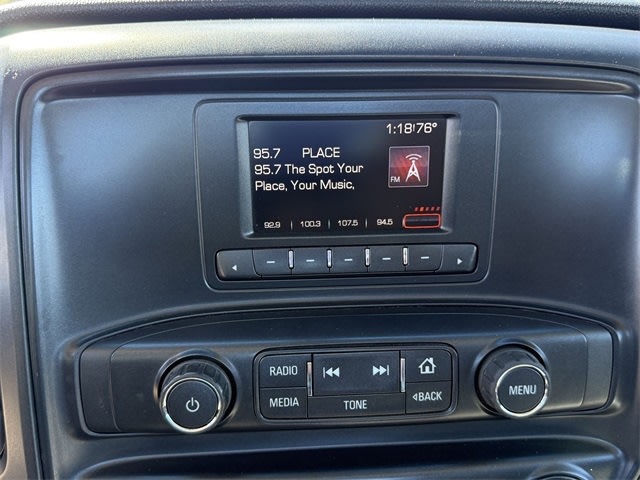 1:18 76°
95.7 PLACE
95.7 The Spot Your
Place, Your Music,
FM
92.9 | 100.3 | 107.5 | 94.5
RADIO
MEDIA
TONE
BACK
MENU